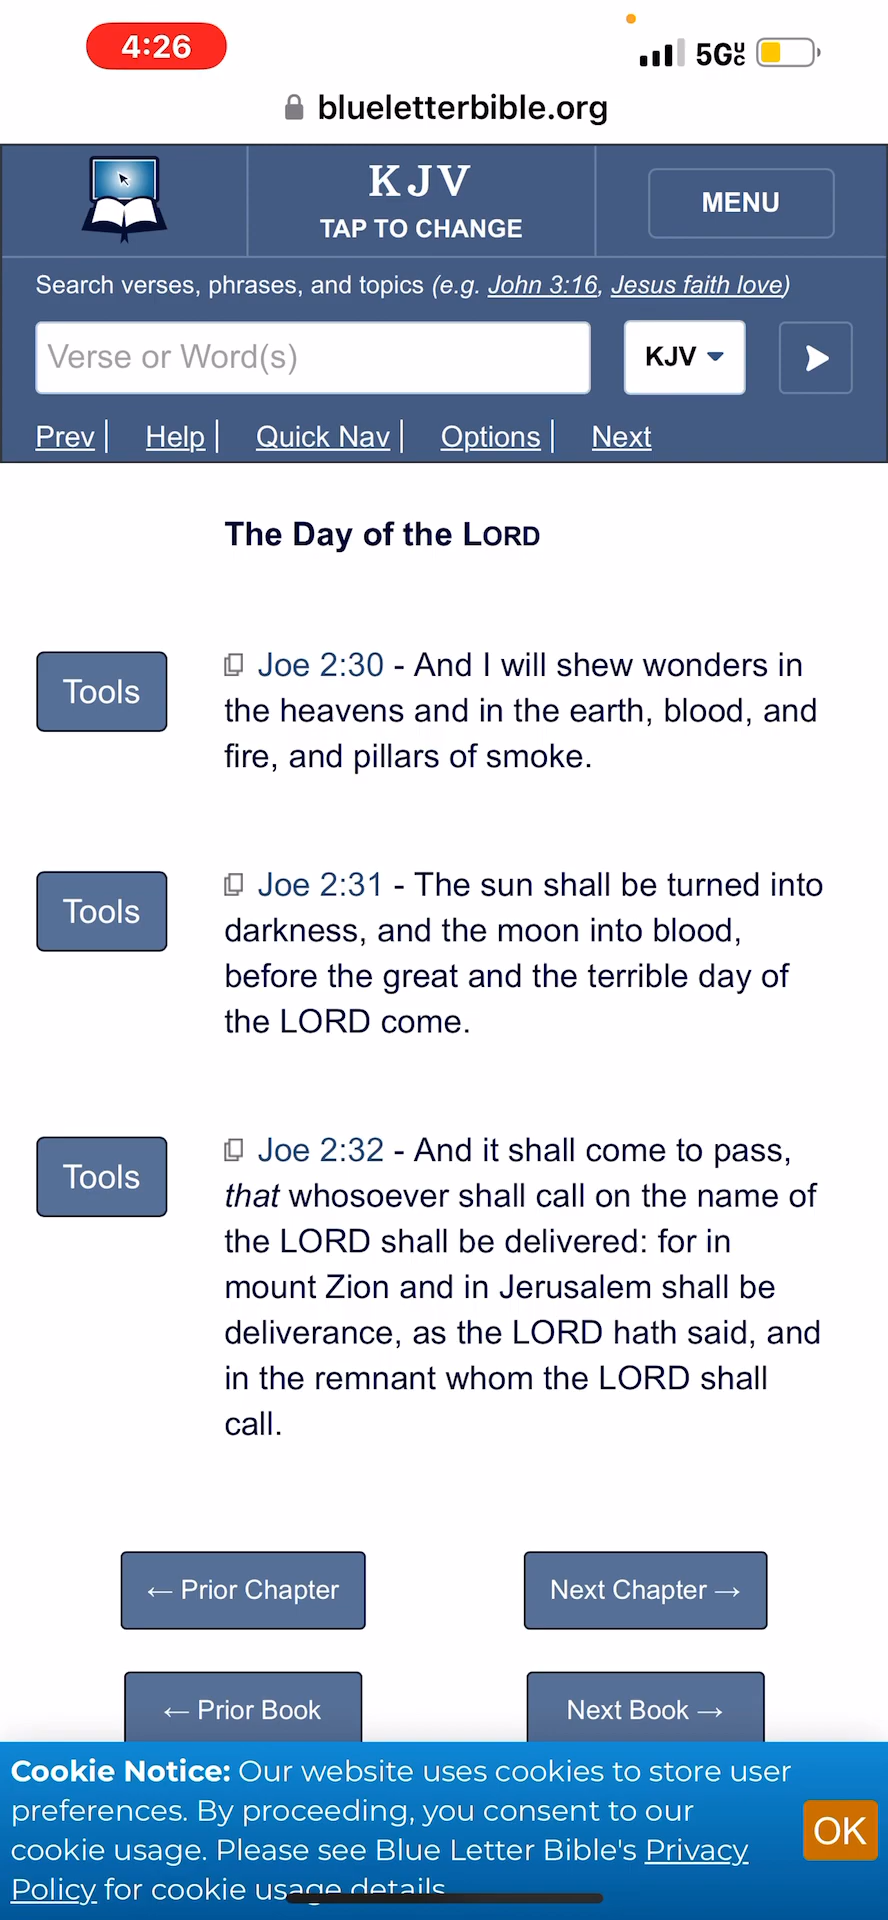 4:26
5G UC
blueletterbible.org
KJV
TAP TO CHANGE
MENU
Search verses, phrases, and topics (e.g. John 3:16, Jesus faith love)
Verse or Word(s)
KJV
Prev | Help | Quick Nav | Options | Next
The Day of the LORD
Tools
Joe 2:30 - And I will shew wonders in
the heavens and in the earth, blood, and
fire, and pillars of smoke.
Tools
Joe 2:31 - The sun shall be turned into
darkness, and the moon into blood,
before the great and the terrible day of
the LORD come.
Tools
Joe 2:32 - And it shall come to pass,
that whosoever shall call on the name of
the LORD shall be delivered: for in
mount Zion and in Jerusalem shall be
deliverance, as the LORD hath said, and
in the remnant whom the LORD shall
call.
← Prior Chapter
Next Chapter →
← Prior Book
Next Book →
Cookie Notice: Our website uses cookies to store user
preferences. By proceeding, you consent to our
cookie usage. Please see Blue Letter Bible's Privacy
Policy for cookie usage details
OK